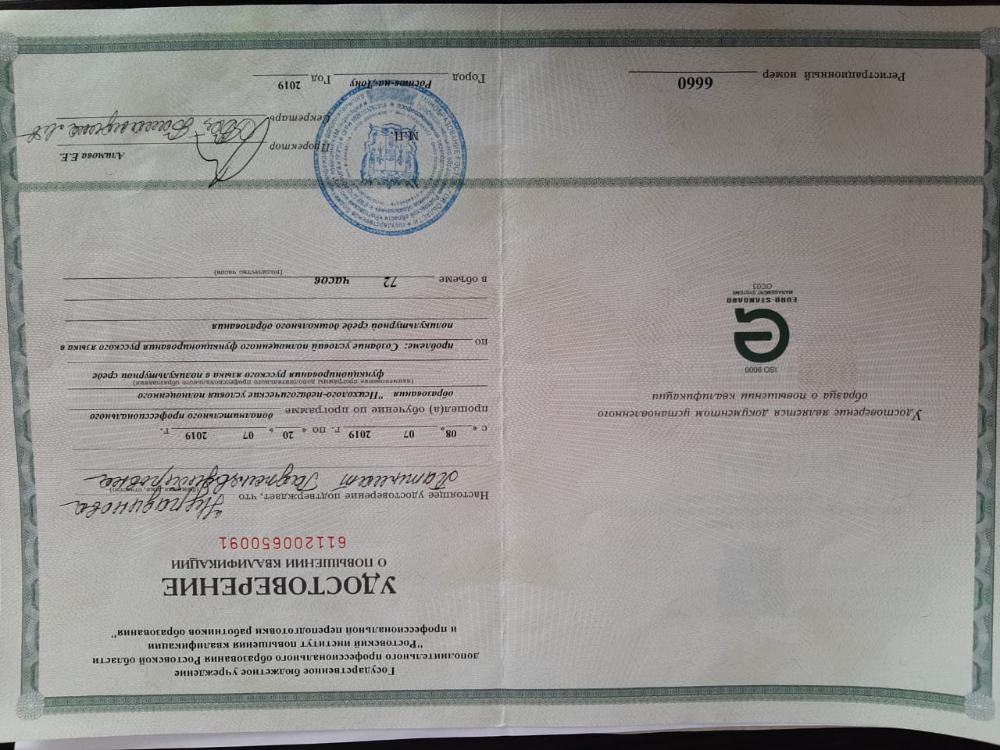 Удостоверение является документом установленного
образца о повышении квалификации
ISO 9000
EURO-STANDARD
MANAGEMENT SYSTEMS
ОС03
Регистрационный номер 6660
Государственное бюджетное учреждение
дополнительного профессионального образования Ростовской области
"Ростовский институт повышения квалификации
и профессиональной переподготовки работников образования"
УДОСТОВЕРЕНИЕ
О ПОВЫШЕНИИ КВАЛИФИКАЦИИ
611200650091
Настоящее удостоверение подтверждает, что Нурадинова
(фамилия, имя, отчество)
Патимат
с « 08 » 07 2019 г. по « 20 » 07 2019 г.
прошел(а) обучение по программе дополнительного профессионального
образования "Психолого-педагогические условия полноценного
(наименование программы дополнительного профессионального образования)
функционирования русского языка в поликультурной среде
по проблеме: Создание условий полноценного функционирования русского языка в
поликультурной среде дошкольного образования
в объеме 72 часов
(количество часов)
М.П.
Проректор Алимова Е.Е.
Секретарь
Город Ростов-на-Дону Год 2019